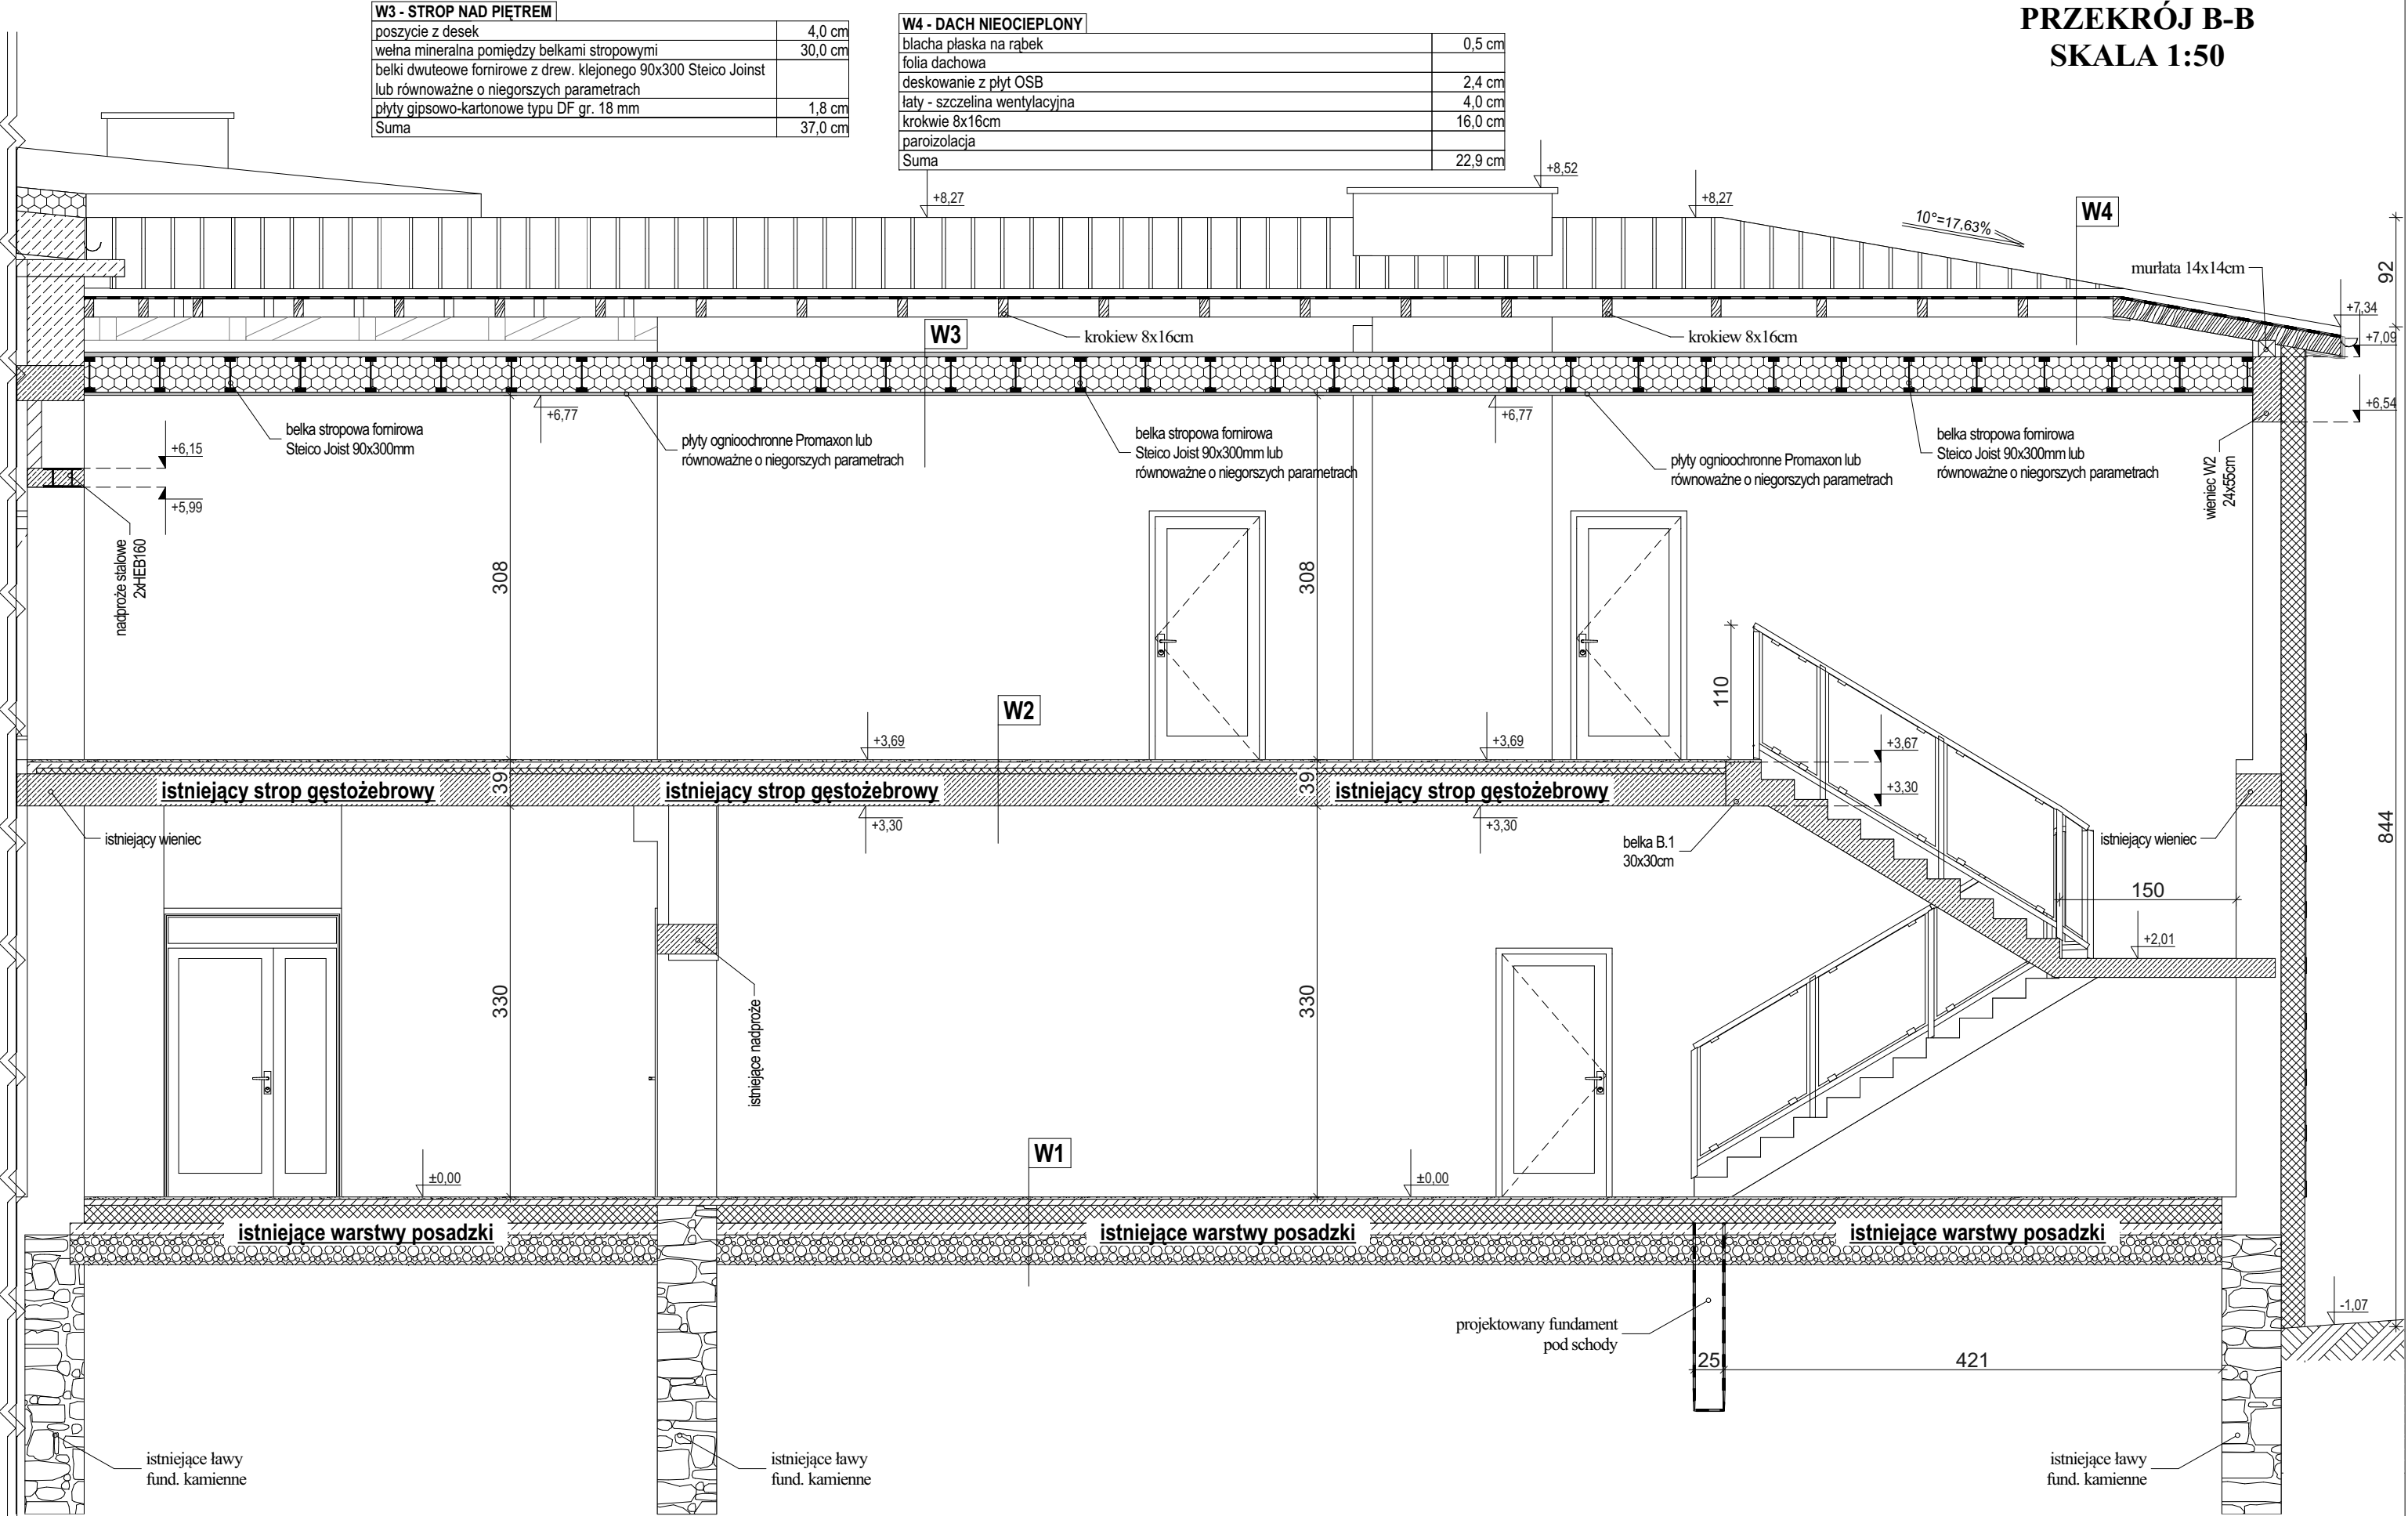 W3 - STROP NAD PIĘTREM
poszycie z desek 4,0 cm
wełna mineralna pomiędzy belkami stropowymi 30,0 cm
belki dwuteowe fornirowe z drew. klejonego 90x300 Steico Joinst
lub równoważne o niegorszych parametrach
płyty gipsowo-kartonowe typu DF gr. 18 mm 1,8 cm
Suma 37,0 cm
W4 - DACH NIEOCIEPLONY
blacha płaska na rąbek 0,5 cm
folia dachowa
deskowanie z płyt OSB 2,4 cm
łaty - szczelina wentylacyjna 4,0 cm
krokwie 8x16cm 16,0 cm
paroizolacja
Suma 22,9 cm
PRZEKRÓJ B-B
SKALA 1:50
+8,27
+8,52
+8,27
10°=17,63%
W4
92
murłata 14x14cm
+7,34
+7,09
W3
krokiew 8x16cm
krokiew 8x16cm
+6,77
+6,77
+6,54
belka stropowa fornirowa
Steico Joist 90x300mm
płyty ognioochronne Promaxon lub
równoważne o niegorszych parametrach
belka stropowa fornirowa
Steico Joist 90x300mm lub
równoważne o niegorszych parametrach
płyty ognioochronne Promaxon lub
równoważne o niegorszych parametrach
belka stropowa fornirowa
Steico Joist 90x300mm lub
równoważne o niegorszych parametrach
wieniec W2
24x55cm
+6,15
+5,99
nadproże stalowe
2xHEB160
308
308
110
W2
+3,69
+3,69
+3,67
39
39
istniejący strop gęstożebrowy
istniejący strop gęstożebrowy
istniejący strop gęstożebrowy
+3,30
+3,30
+3,30
istniejący wieniec
belka B.1
30x30cm
istniejący wieniec
844
150
+2,01
330
330
istniejące nadproże
W1
±0,00
±0,00
istniejące warstwy posadzki
istniejące warstwy posadzki
istniejące warstwy posadzki
-1,07
projektowany fundament
pod schody
25
421
istniejące ławy
fund. kamienne
istniejące ławy
fund. kamienne
istniejące ławy
fund. kamienne